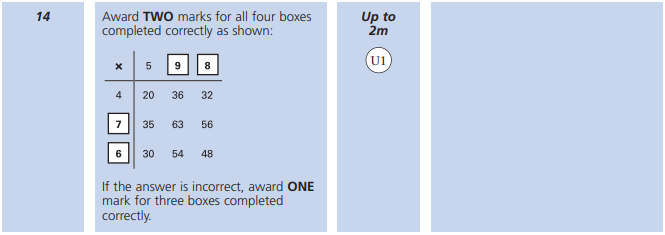 14
Award TWO marks for all four boxes
completed correctly as shown:
× 5 9 8
4 20 36 32
7 35 63 56
6 30 54 48
If the answer is incorrect, award ONE
mark for three boxes completed
correctly.
Up to
2m
U1